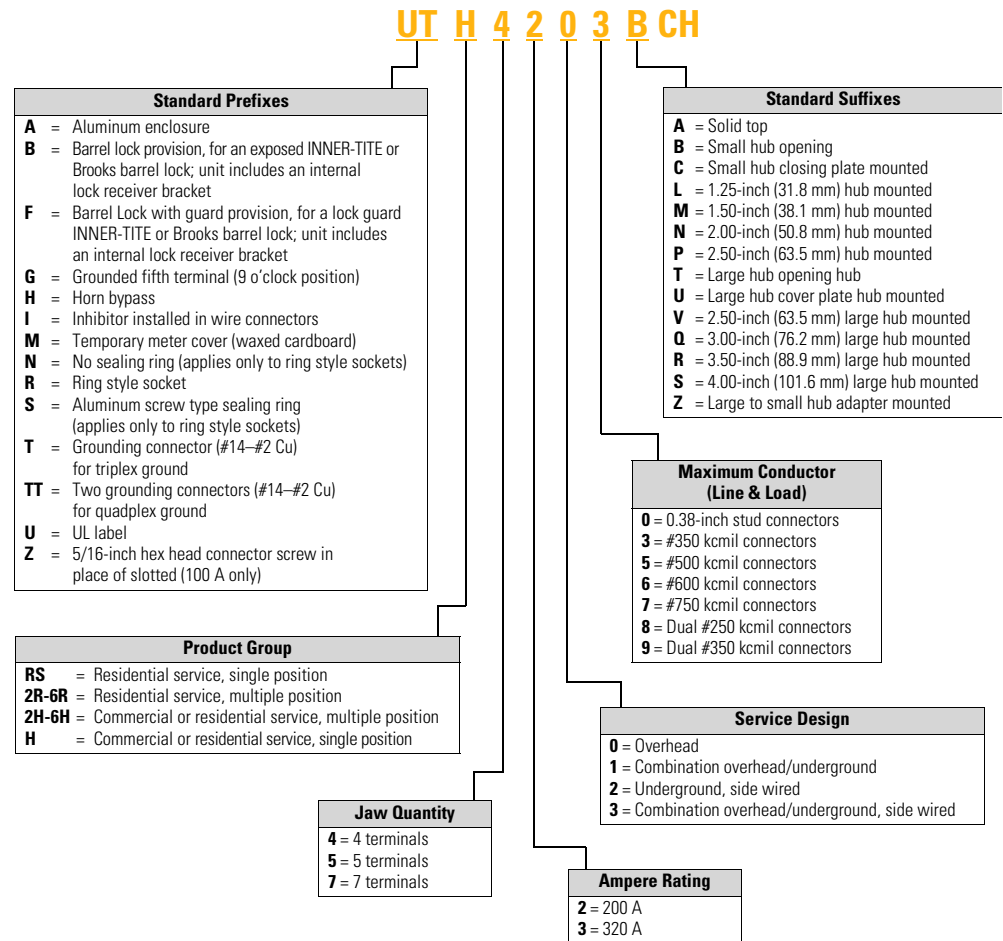 UT H 4 2 0 3 B CH
Standard Prefixes
A = Aluminum enclosure
B = Barrel lock provision, for an exposed INNER-TITE or
Brooks barrel lock; unit includes an internal
lock receiver bracket
F = Barrel Lock with guard provision, for a lock guard
INNER-TITE or Brooks barrel lock; unit includes
an internal lock receiver bracket
G = Grounded fifth terminal (9 o'clock position)
H = Horn bypass
I = Inhibitor installed in wire connectors
M = Temporary meter cover (waxed cardboard)
N = No sealing ring (applies only to ring style sockets)
R = Ring style socket
S = Aluminum screw type sealing ring
(applies only to ring style sockets)
T = Grounding connector (#14–#2 Cu)
for triplex ground
TT = Two grounding connectors (#14–#2 Cu)
for quadplex ground
U = UL label
Z = 5/16-inch hex head connector screw in
place of slotted (100 A only)
Standard Suffixes
A = Solid top
B = Small hub opening
C = Small hub closing plate mounted
L = 1.25-inch (31.8 mm) hub mounted
M = 1.50-inch (38.1 mm) hub mounted
N = 2.00-inch (50.8 mm) hub mounted
P = 2.50-inch (63.5 mm) hub mounted
T = Large hub opening hub
U = Large hub cover plate hub mounted
V = 2.50-inch (63.5 mm) large hub mounted
Q = 3.00-inch (76.2 mm) large hub mounted
R = 3.50-inch (88.9 mm) large hub mounted
S = 4.00-inch (101.6 mm) large hub mounted
Z = Large to small hub adapter mounted
Maximum Conductor
(Line & Load)
0 = 0.38-inch stud connectors
3 = #350 kcmil connectors
5 = #500 kcmil connectors
6 = #600 kcmil connectors
7 = #750 kcmil connectors
8 = Dual #250 kcmil connectors
9 = Dual #350 kcmil connectors
Product Group
RS = Residential service, single position
2R-6R = Residential service, multiple position
2H-6H = Commercial or residential service, multiple position
H = Commercial or residential service, single position
Service Design
0 = Overhead
1 = Combination overhead/underground
2 = Underground, side wired
3 = Combination overhead/underground, side wired
Jaw Quantity
4 = 4 terminals
5 = 5 terminals
7 = 7 terminals
Ampere Rating
2 = 200 A
3 = 320 A